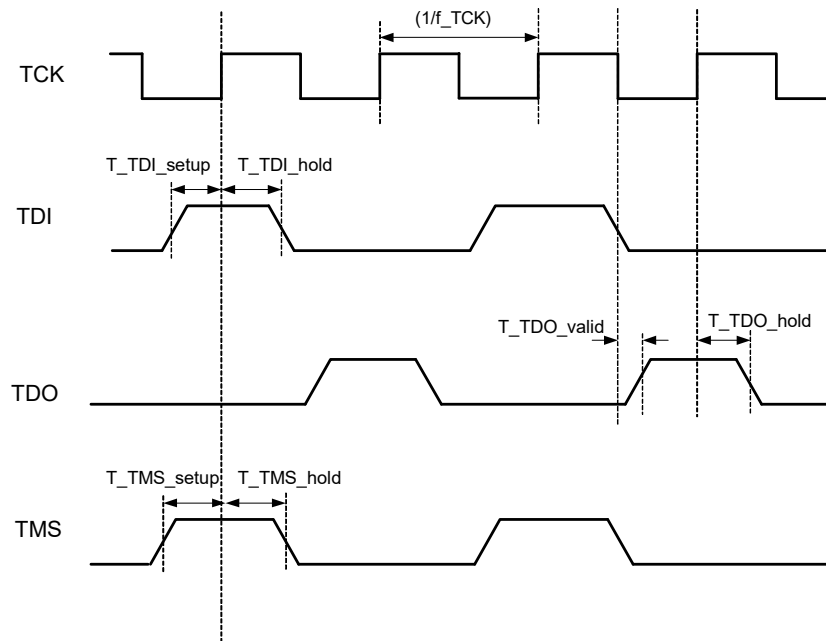 (1/f_TCK)
TCK
T_TDI_setup T_TDI_hold
TDI
T_TDO_valid T_TDO_hold
TDO
T_TMS_setup T_TMS_hold
TMS